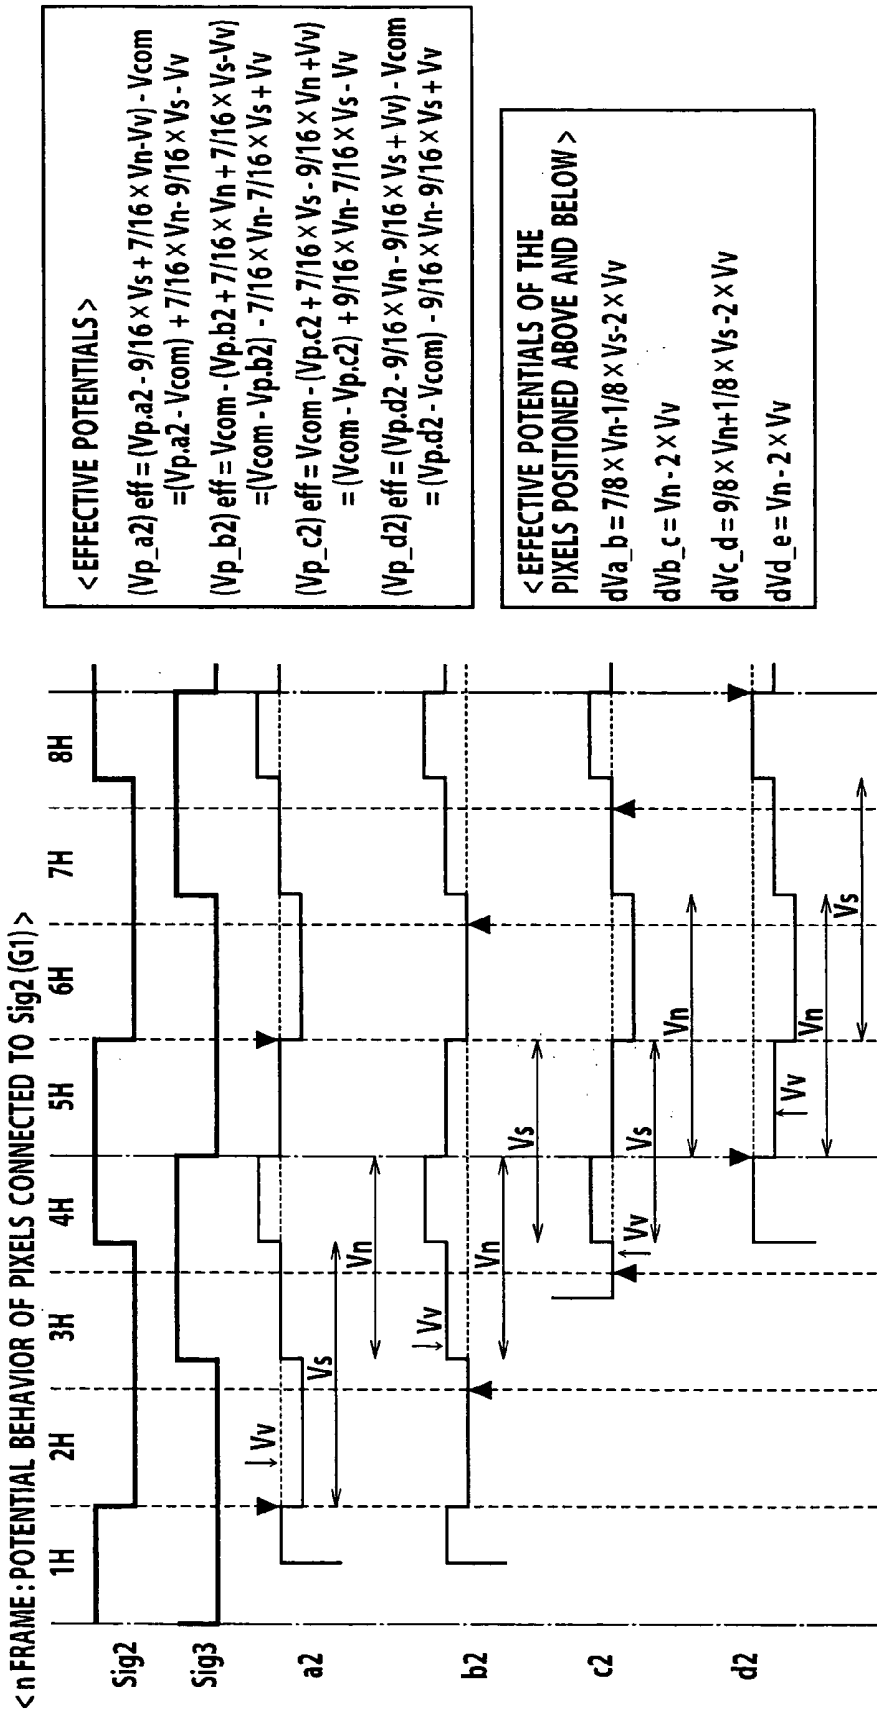 <n FRAME:POTENTIAL BEHAVIOR OF PIXELS CONNECTED TO Sig2 (G1)>
1H 2H 3H 4H 5H 6H 7H 8H
Sig2
Sig3
a2
Vv
Vs
Vn
b2
Vv
Vn
Vs
c2
Vv
Vs
Vn
d2
Vv
Vn
Vs
<EFFECTIVE POTENTIALS>
(Vp_a2) eff = (Vp.a2 - 9/16 × Vs + 7/16 × Vn-Vv) - Vcom
=(Vp.a2 - Vcom) + 7/16 × Vn- 9/16 × Vs - Vv
(Vp_b2) eff = Vcom - (Vp.b2 + 7/16 × Vn + 7/16 × Vs-Vv)
=(Vcom - Vp.b2) - 7/16 × Vn- 7/16 × Vs + Vv
(Vp_c2) eff = Vcom - (Vp.c2 + 7/16 × Vs - 9/16 × Vn +Vv)
= (Vcom - Vp.c2) + 9/16 × Vn- 7/16 × Vs - Vv
(Vp_d2) eff = (Vp.d2 - 9/16 × Vn - 9/16 × Vs + Vv) - Vcom
= (Vp.d2 - Vcom) - 9/16 × Vn- 9/16 × Vs + Vv
<EFFECTIVE POTENTIALS OF THE
PIXELS POSITIONED ABOVE AND BELOW>
dVa_b = 7/8 × Vn-1/8 × Vs-2 × Vv
dVb_c = Vn - 2 × Vv
dVc_d = 9/8 × Vn+1/8 × Vs -2 × Vv
dVd_e = Vn - 2 × Vv